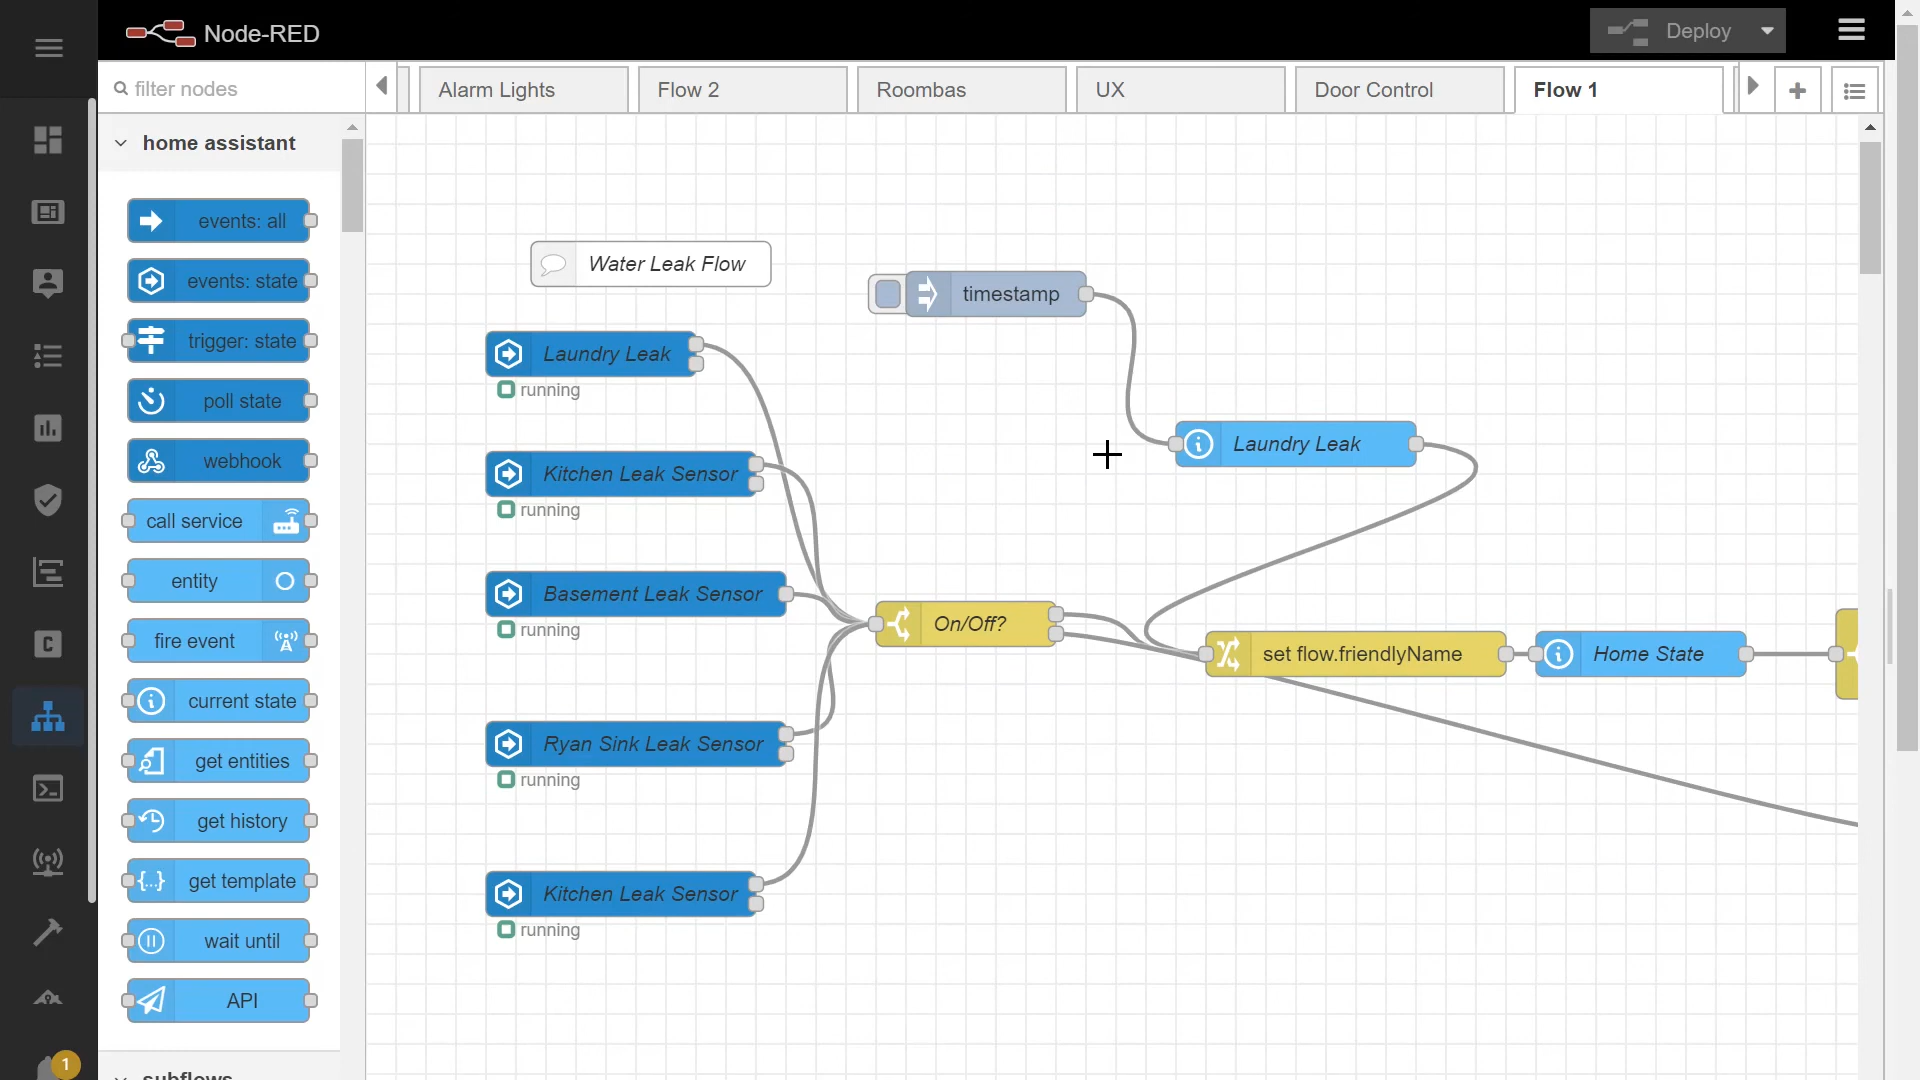 Node-RED
Deploy
filter nodes
Alarm Lights
Flow 2
Roombas
UX
Door Control
Flow 1
home assistant
events: all
events: state
trigger: state
poll state
webhook
call service
entity
fire event
current state
get entities
get history
get template
wait until
API
subflows
1
Water Leak Flow
timestamp
Laundry Leak
running
Laundry Leak
Kitchen Leak Sensor
running
Basement Leak Sensor
running
On/Off?
set flow.friendlyName
Home State
Ryan Sink Leak Sensor
running
Kitchen Leak Sensor
running